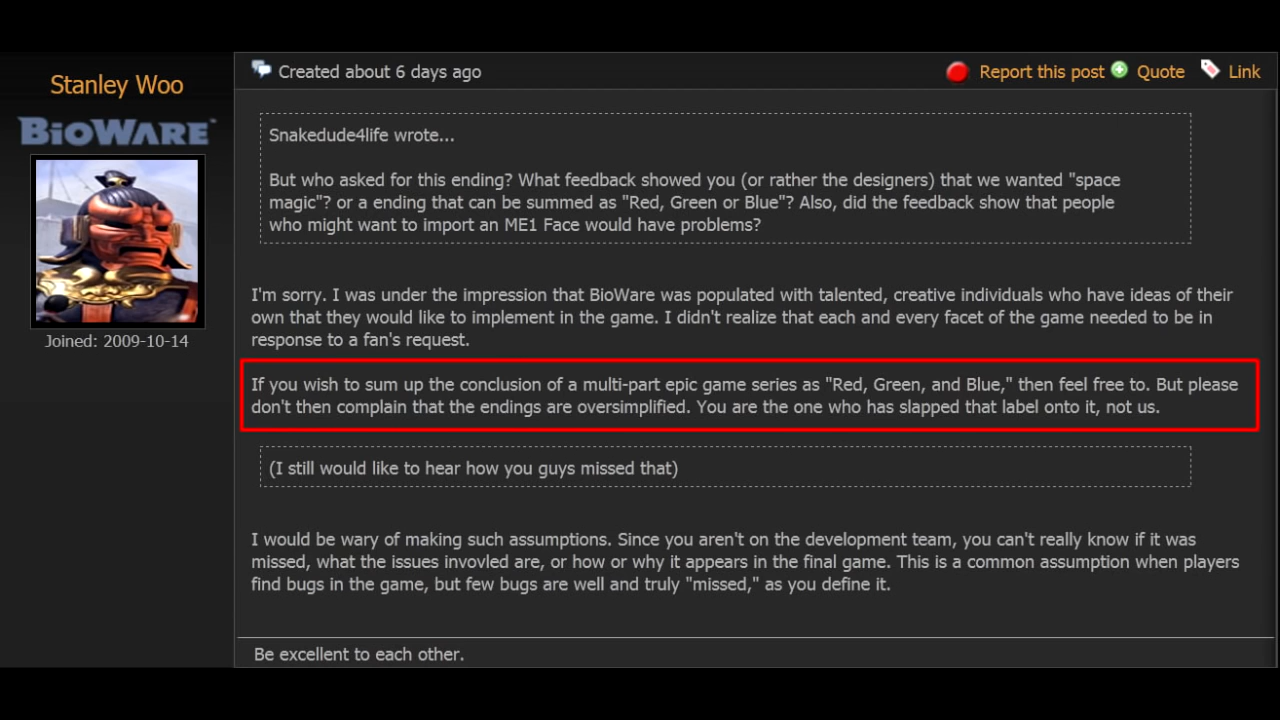 Stanley Woo
BIOWARE
Joined: 2009-10-14
Created about 6 days ago
Report this post Quote Link
Snakedude4life wrote...
But who asked for this ending? What feedback showed you (or rather the designers) that we wanted "space
magic"? or a ending that can be summed as "Red, Green or Blue"? Also, did the feedback show that people
who might want to import an ME1 Face would have problems?
I'm sorry. I was under the impression that BioWare was populated with talented, creative individuals who have ideas of their
own that they would like to implement in the game. I didn't realize that each and every facet of the game needed to be in
response to a fan's request.
If you wish to sum up the conclusion of a multi-part epic game series as "Red, Green, and Blue," then feel free to. But please
don't then complain that the endings are oversimplified. You are the one who has slapped that label onto it, not us.
(I still would like to hear how you guys missed that)
I would be wary of making such assumptions. Since you aren't on the development team, you can't really know if it was
missed, what the issues invovled are, or how or why it appears in the final game. This is a common assumption when players
find bugs in the game, but few bugs are well and truly "missed," as you define it.
Be excellent to each other.